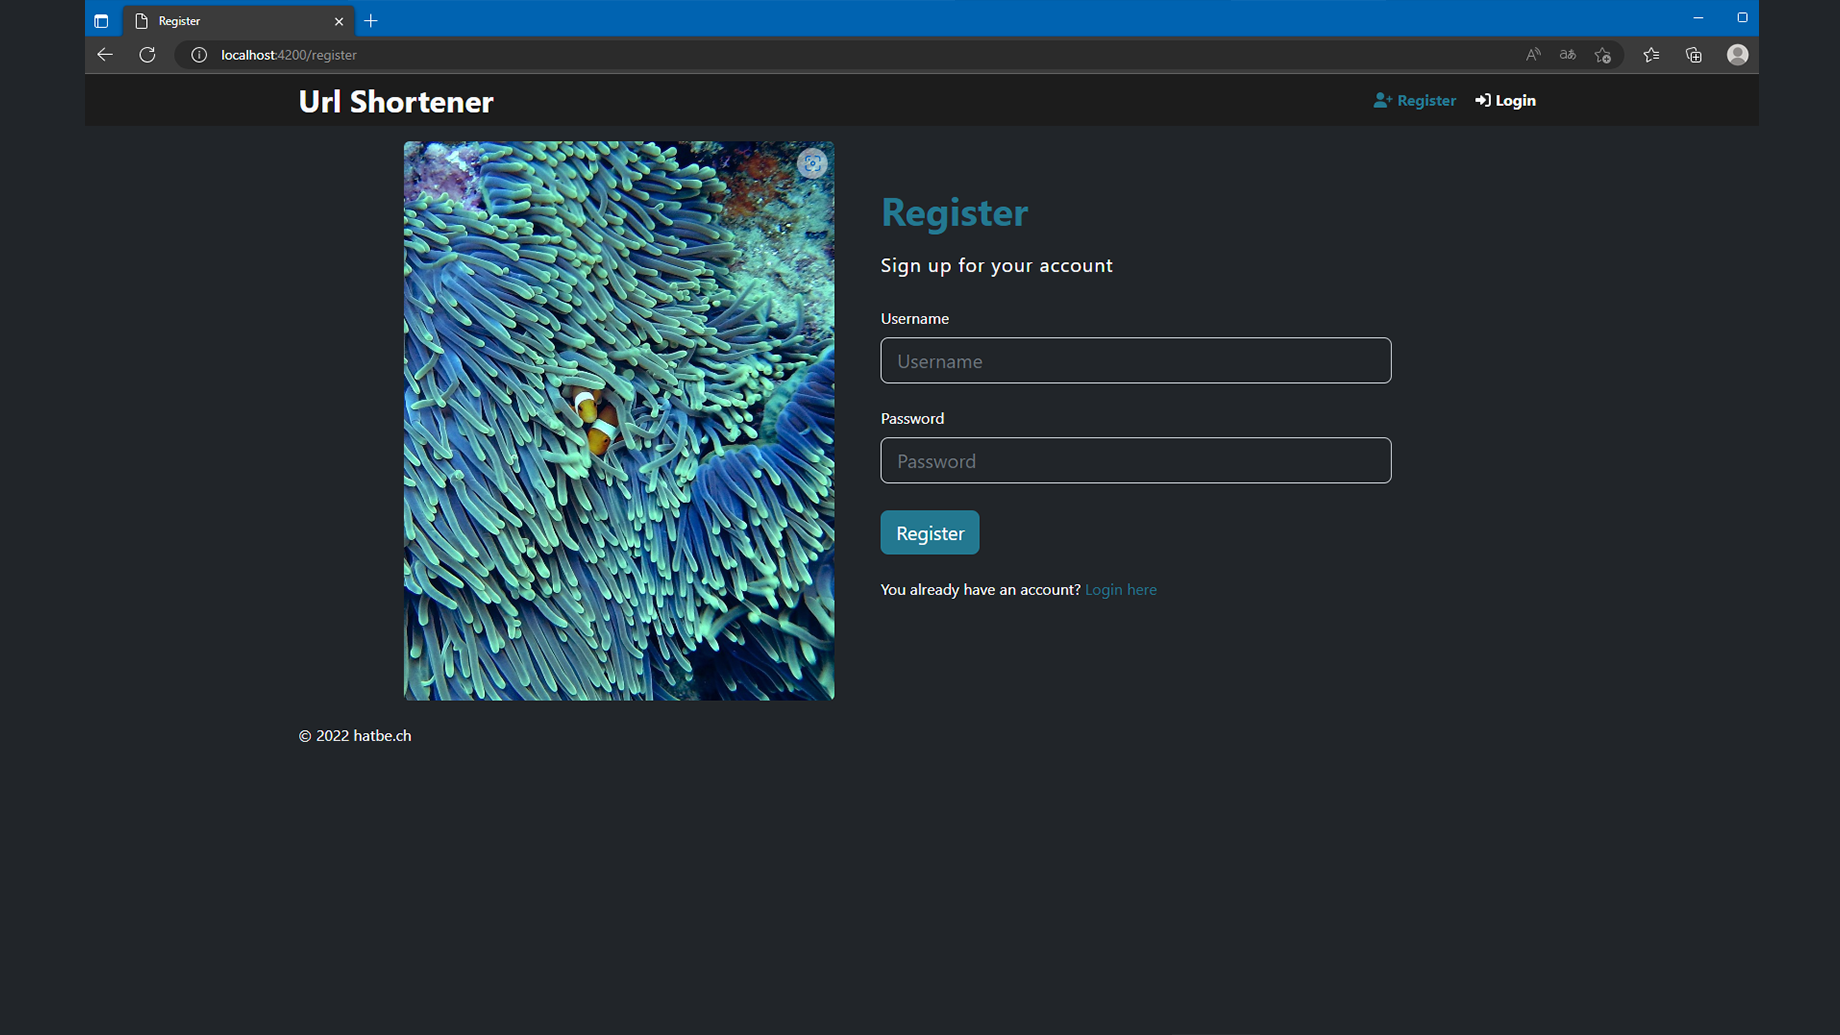 Register
localhost:4200/register
Url Shortener
Register
Login
Register
Sign up for your account
Username
Username
Password
Password
Register
You already have an account? Login here
© 2022 hatbe.ch